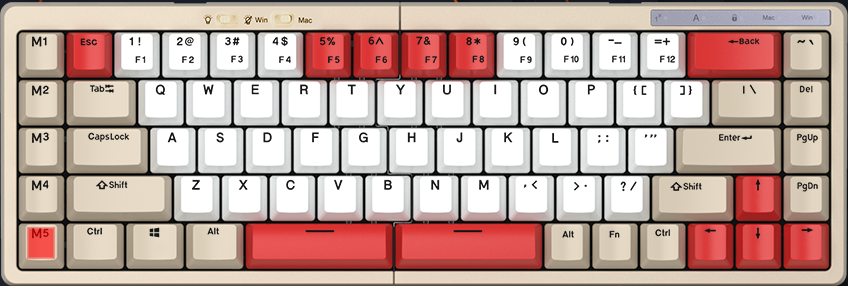 Win Mac A Mac Win
M1 Esc 1! 2@ 3# 4$ 5% 6^ 7& 8* 9( 0) -_ =+ ←Back ~ \
F1 F2 F3 F4 F5 F6 F7 F8 F9 F10 F11 F12
M2 Tab Q W E R T Y U I O P {[ ]} | \ Del
M3 CapsLock A S D F G H J K L ;: '" Enter↵ PgUp
M4 ⇧Shift Z X C V B N M ,< >. ?/ ⇧Shift ↑ PgDn
M5 Ctrl Alt — — Alt Fn Ctrl ← ↓ →